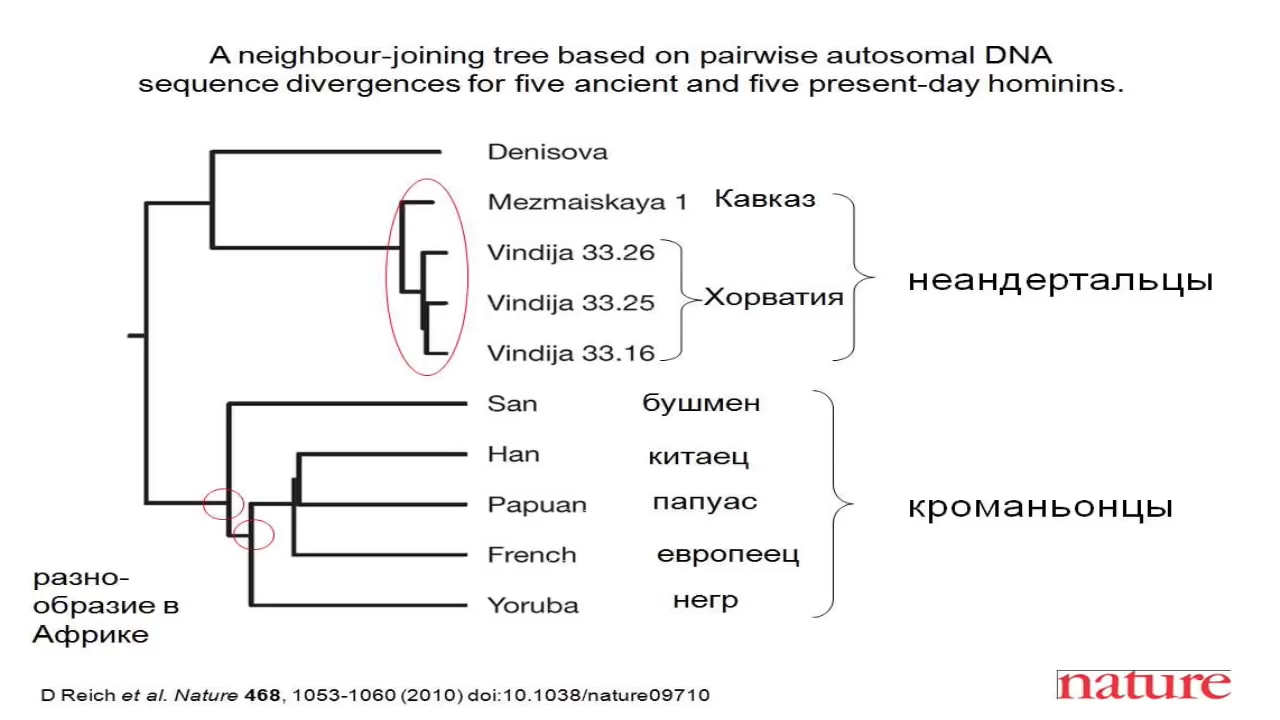 A neighbour-joining tree based on pairwise autosomal DNA
sequence divergences for five ancient and five present-day hominins.
Denisova
Mezmaiskaya 1 Кавказ
Vindija 33.26
Vindija 33.25
Vindija 33.16
Хорватия
неандертальцы
San бушмен
Han китаец
Papuan папуас
French европеец
Yoruba негр
кроманьонцы
разно-
образие в
Африке
D Reich et al. Nature 468, 1053-1060 (2010) doi:10.1038/nature09710
nature